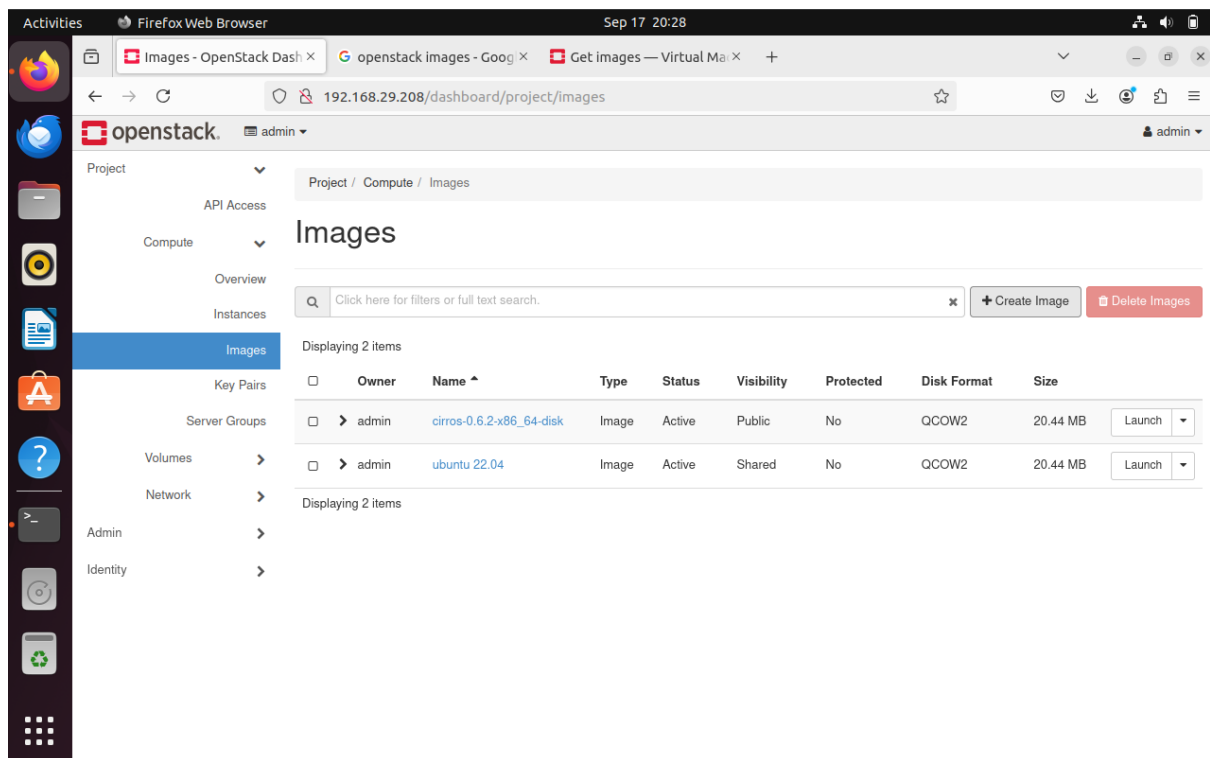 Activities Firefox Web Browser Sep 17 20:28
Images - OpenStack Dash × openstack images - Goog × Get images — Virtual Ma × +
192.168.29.208/dashboard/project/images
openstack. admin admin
Project
API Access
Compute
Overview
Instances
Images
Key Pairs
Server Groups
Volumes
Network
Admin
Identity
Project / Compute / Images
Images
Click here for filters or full text search. × + Create Image Delete Images
Displaying 2 items
Owner Name Type Status Visibility Protected Disk Format Size
admin cirros-0.6.2-x86_64-disk Image Active Public No QCOW2 20.44 MB Launch
admin ubuntu 22.04 Image Active Shared No QCOW2 20.44 MB Launch
Displaying 2 items